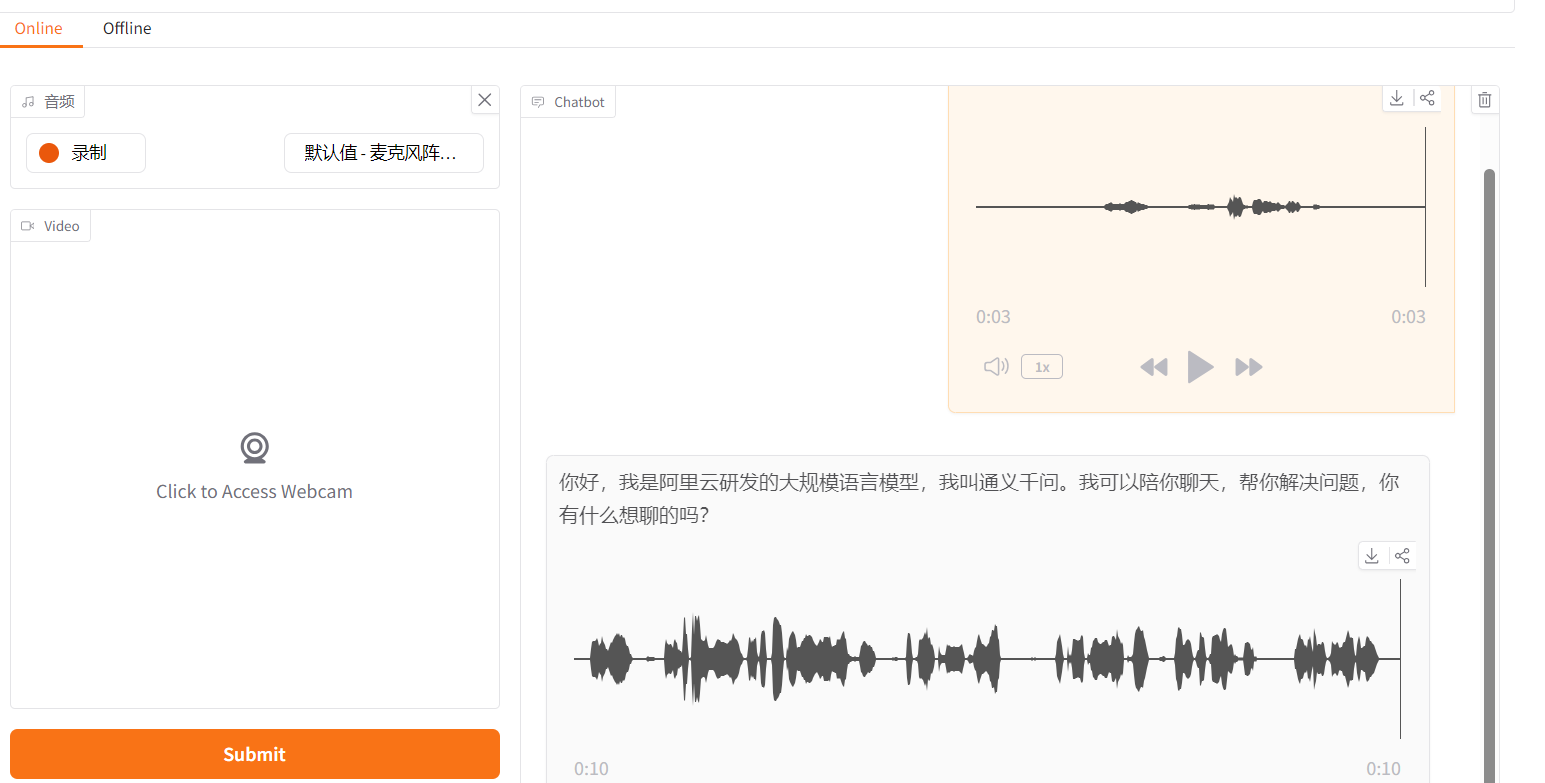 Online
Offline
音频
录制
默认值 - 麦克风阵…
Video
Click to Access Webcam
Submit
Chatbot
0:03
0:03
1x
你好，我是阿里云研发的大规模语言模型，我叫通义千问。我可以陪你聊天，帮你解决问题，你
有什么想聊的吗？
0:10
0:10